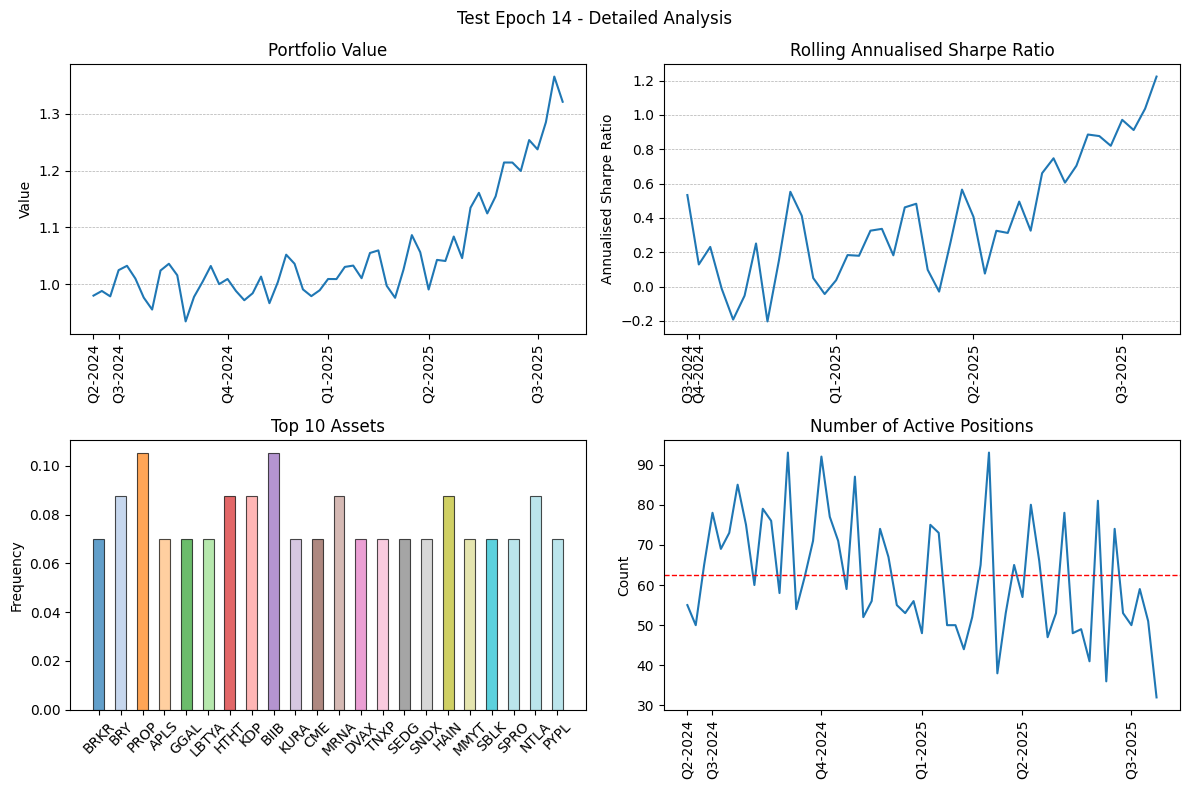 Test Epoch 14 - Detailed Analysis
Portfolio Value
Value
1.3
1.2
1.1
1.0
Q2-2024
Q3-2024
Q4-2024
Q1-2025
Q2-2025
Q3-2025
Rolling Annualised Sharpe Ratio
Annualised Sharpe Ratio
1.2
1.0
0.8
0.6
0.4
0.2
0.0
−0.2
Q3-2024
Q4-2024
Q1-2025
Q2-2025
Q3-2025
Top 10 Assets
Frequency
0.10
0.08
0.06
0.04
0.02
0.00
BRKR
BRY
PROP
APLS
GGAL
LBTYA
HTHT
KDP
BIIB
KURA
CME
MRNA
DVAX
TNXP
SEDG
SNDX
HAIN
MMYT
SBLK
SPRO
NTLA
PYPL
Number of Active Positions
Count
90
80
70
60
50
40
30
Q2-2024
Q3-2024
Q4-2024
Q1-2025
Q2-2025
Q3-2025